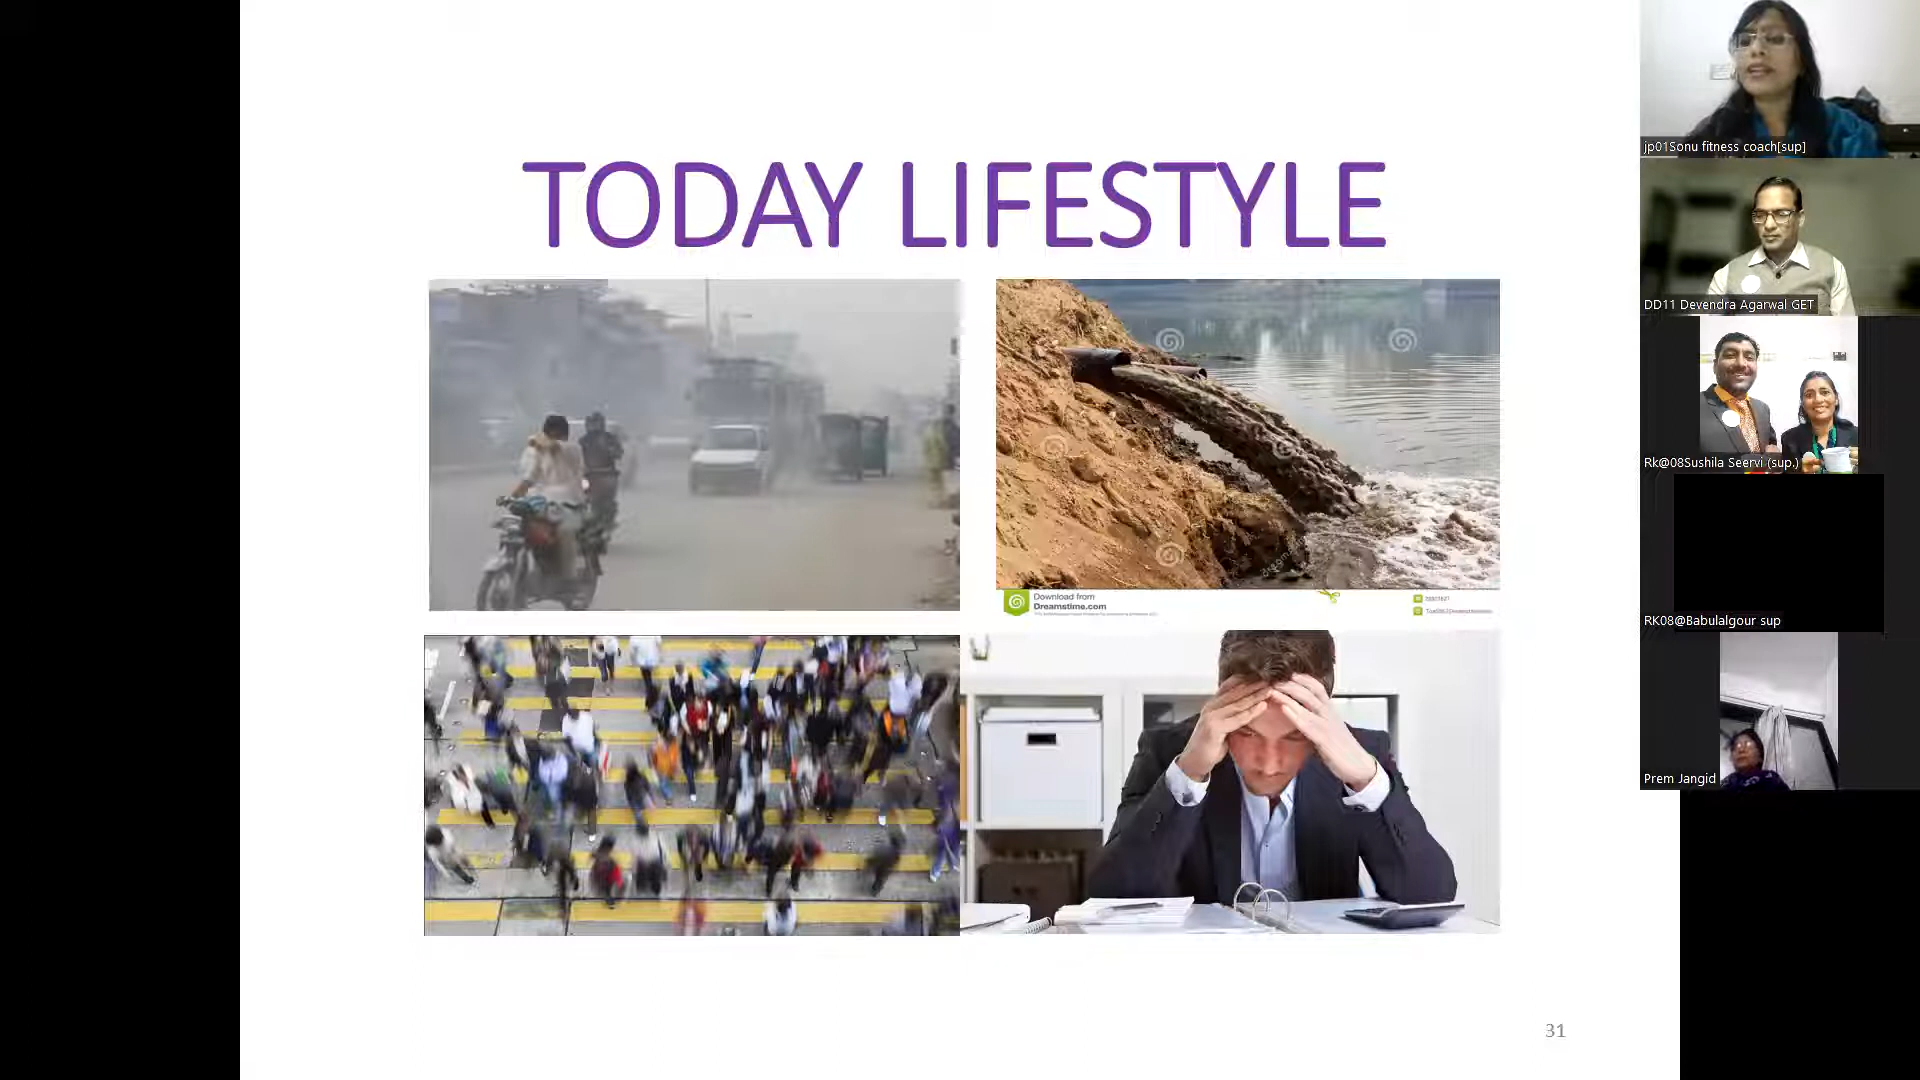 TODAY LIFESTYLE
Download from
Dreamstime.com
31
jp01Sonu fitness coach[sup]
DD11 Devendra Agarwal GET
Rk@08Sushila Seervi (sup.)
RK08@Babulalgour sup
Prem Jangid